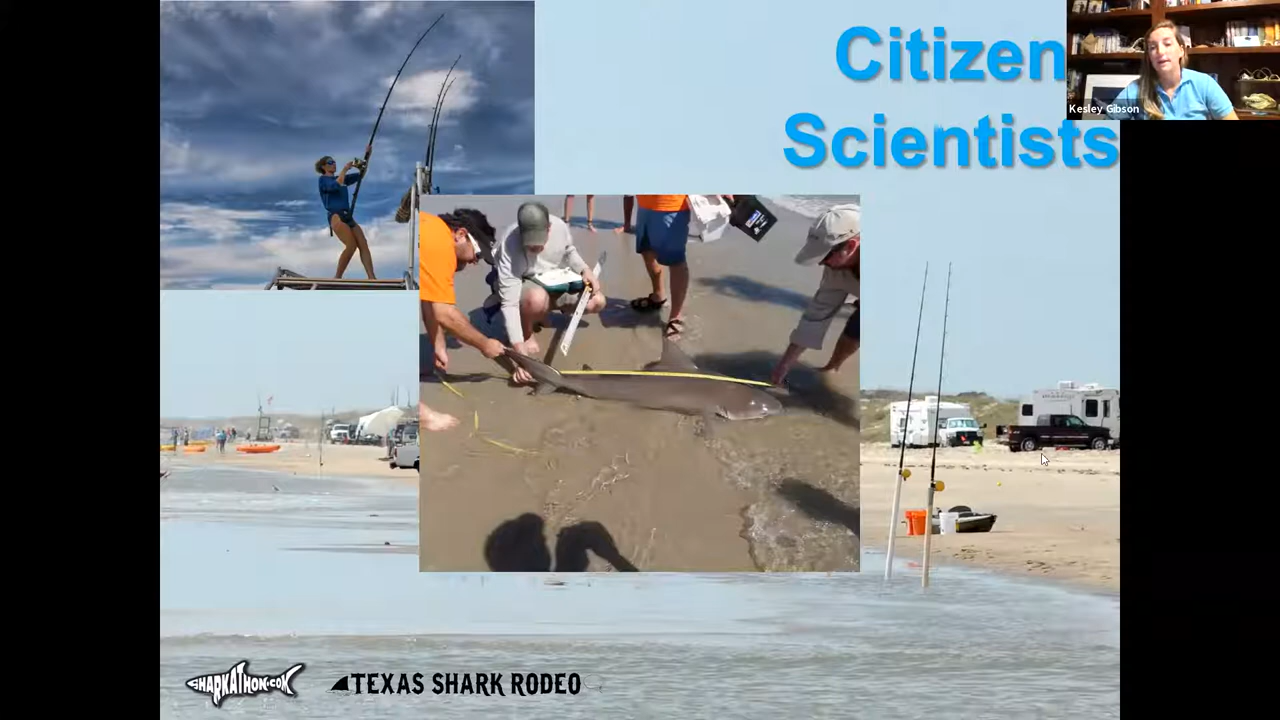 Citizen
Scientists
Kesley Gibson
SHARKATHON.COM
TEXAS SHARK RODEO